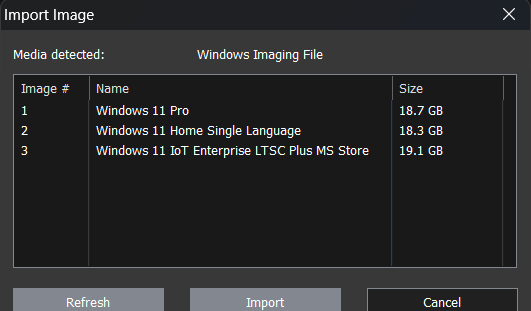 Import Image
Media detected: Windows Imaging File
Image # Name Size
1 Windows 11 Pro 18.7 GB
2 Windows 11 Home Single Language 18.3 GB
3 Windows 11 IoT Enterprise LTSC Plus MS Store 19.1 GB
Refresh Import Cancel